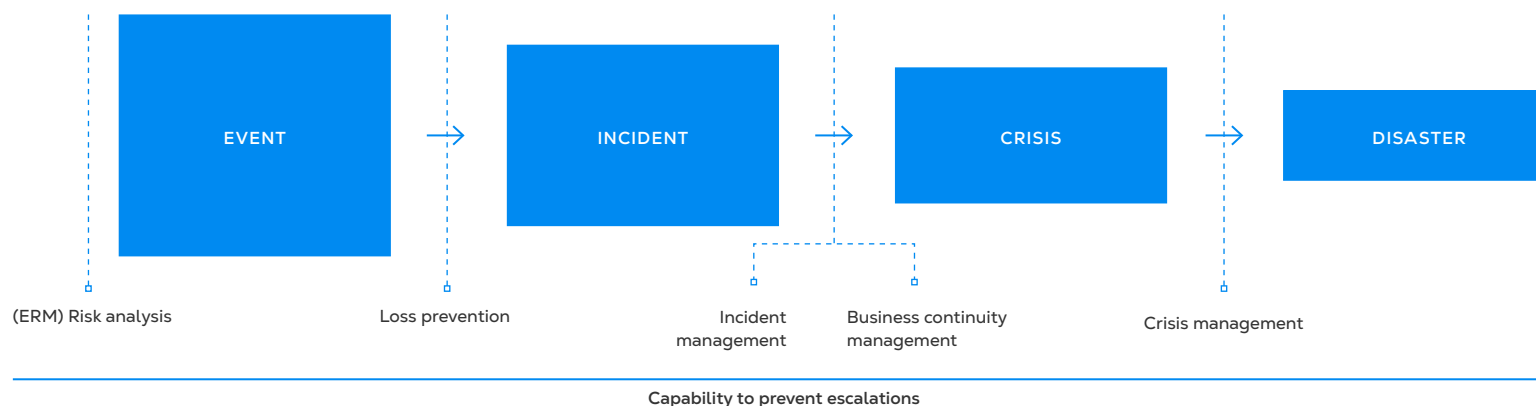 EVENT
INCIDENT
CRISIS
DISASTER
(ERM) Risk analysis
Loss prevention
Incident
management
Business continuity
management
Crisis management
Capability to prevent escalations